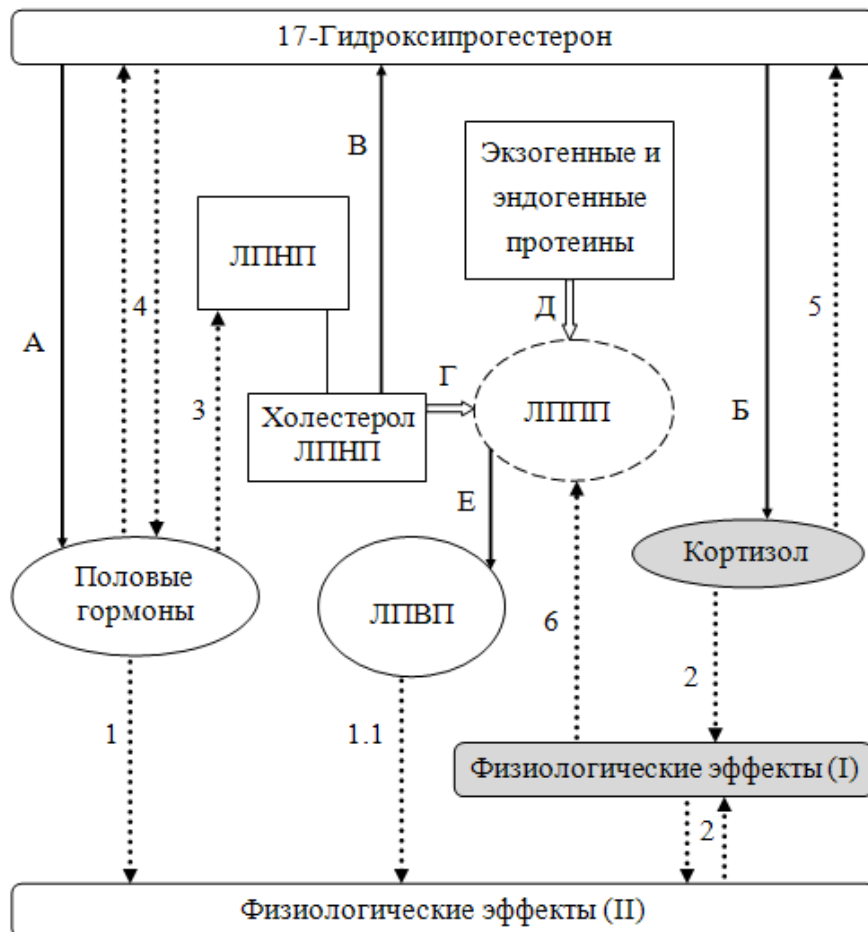 17-Гидроксипрогестерон
В
Экзогенные и
эндогенные
протеины
ЛПНП
4
Д
5
А
3
Г
Холестерол
ЛПНП
ЛППП
Б
Е
Кортизол
Половые
гормоны
ЛПВП
6
2
1
1.1
Физиологические эффекты (I)
2
Физиологические эффекты (II)